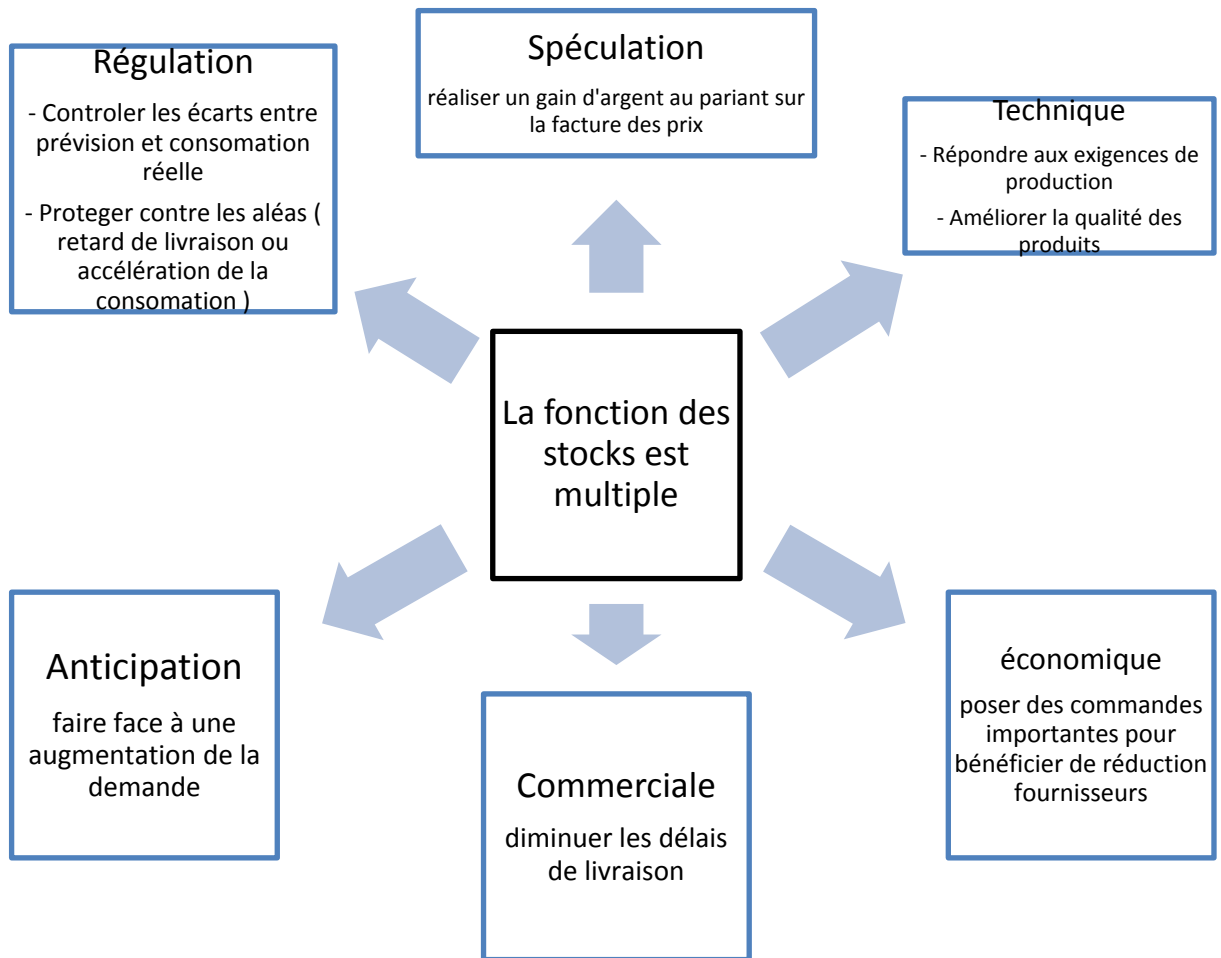 Régulation
- Controler les écarts entre
prévision et consomation
réelle
- Proteger contre les aléas (
retard de livraison ou
accélération de la
consomation )
Spéculation
réaliser un gain d'argent au pariant sur
la facture des prix
Technique
- Répondre aux exigences de
production
- Améliorer la qualité des
produits
La fonction des
stocks est
multiple
Anticipation
faire face à une
augmentation de la
demande
Commerciale
diminuer les délais
de livraison
économique
poser des commandes
importantes pour
bénéficier de réduction
fournisseurs